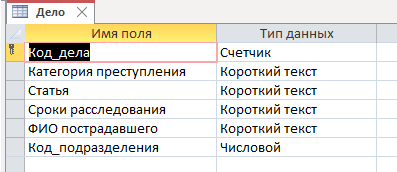 Дело
Имя поля Тип данных
Код_дела Счетчик
Категория преступления Короткий текст
Статья Короткий текст
Сроки расследования Короткий текст
ФИО пострадавшего Короткий текст
Код_подразделения Числовой